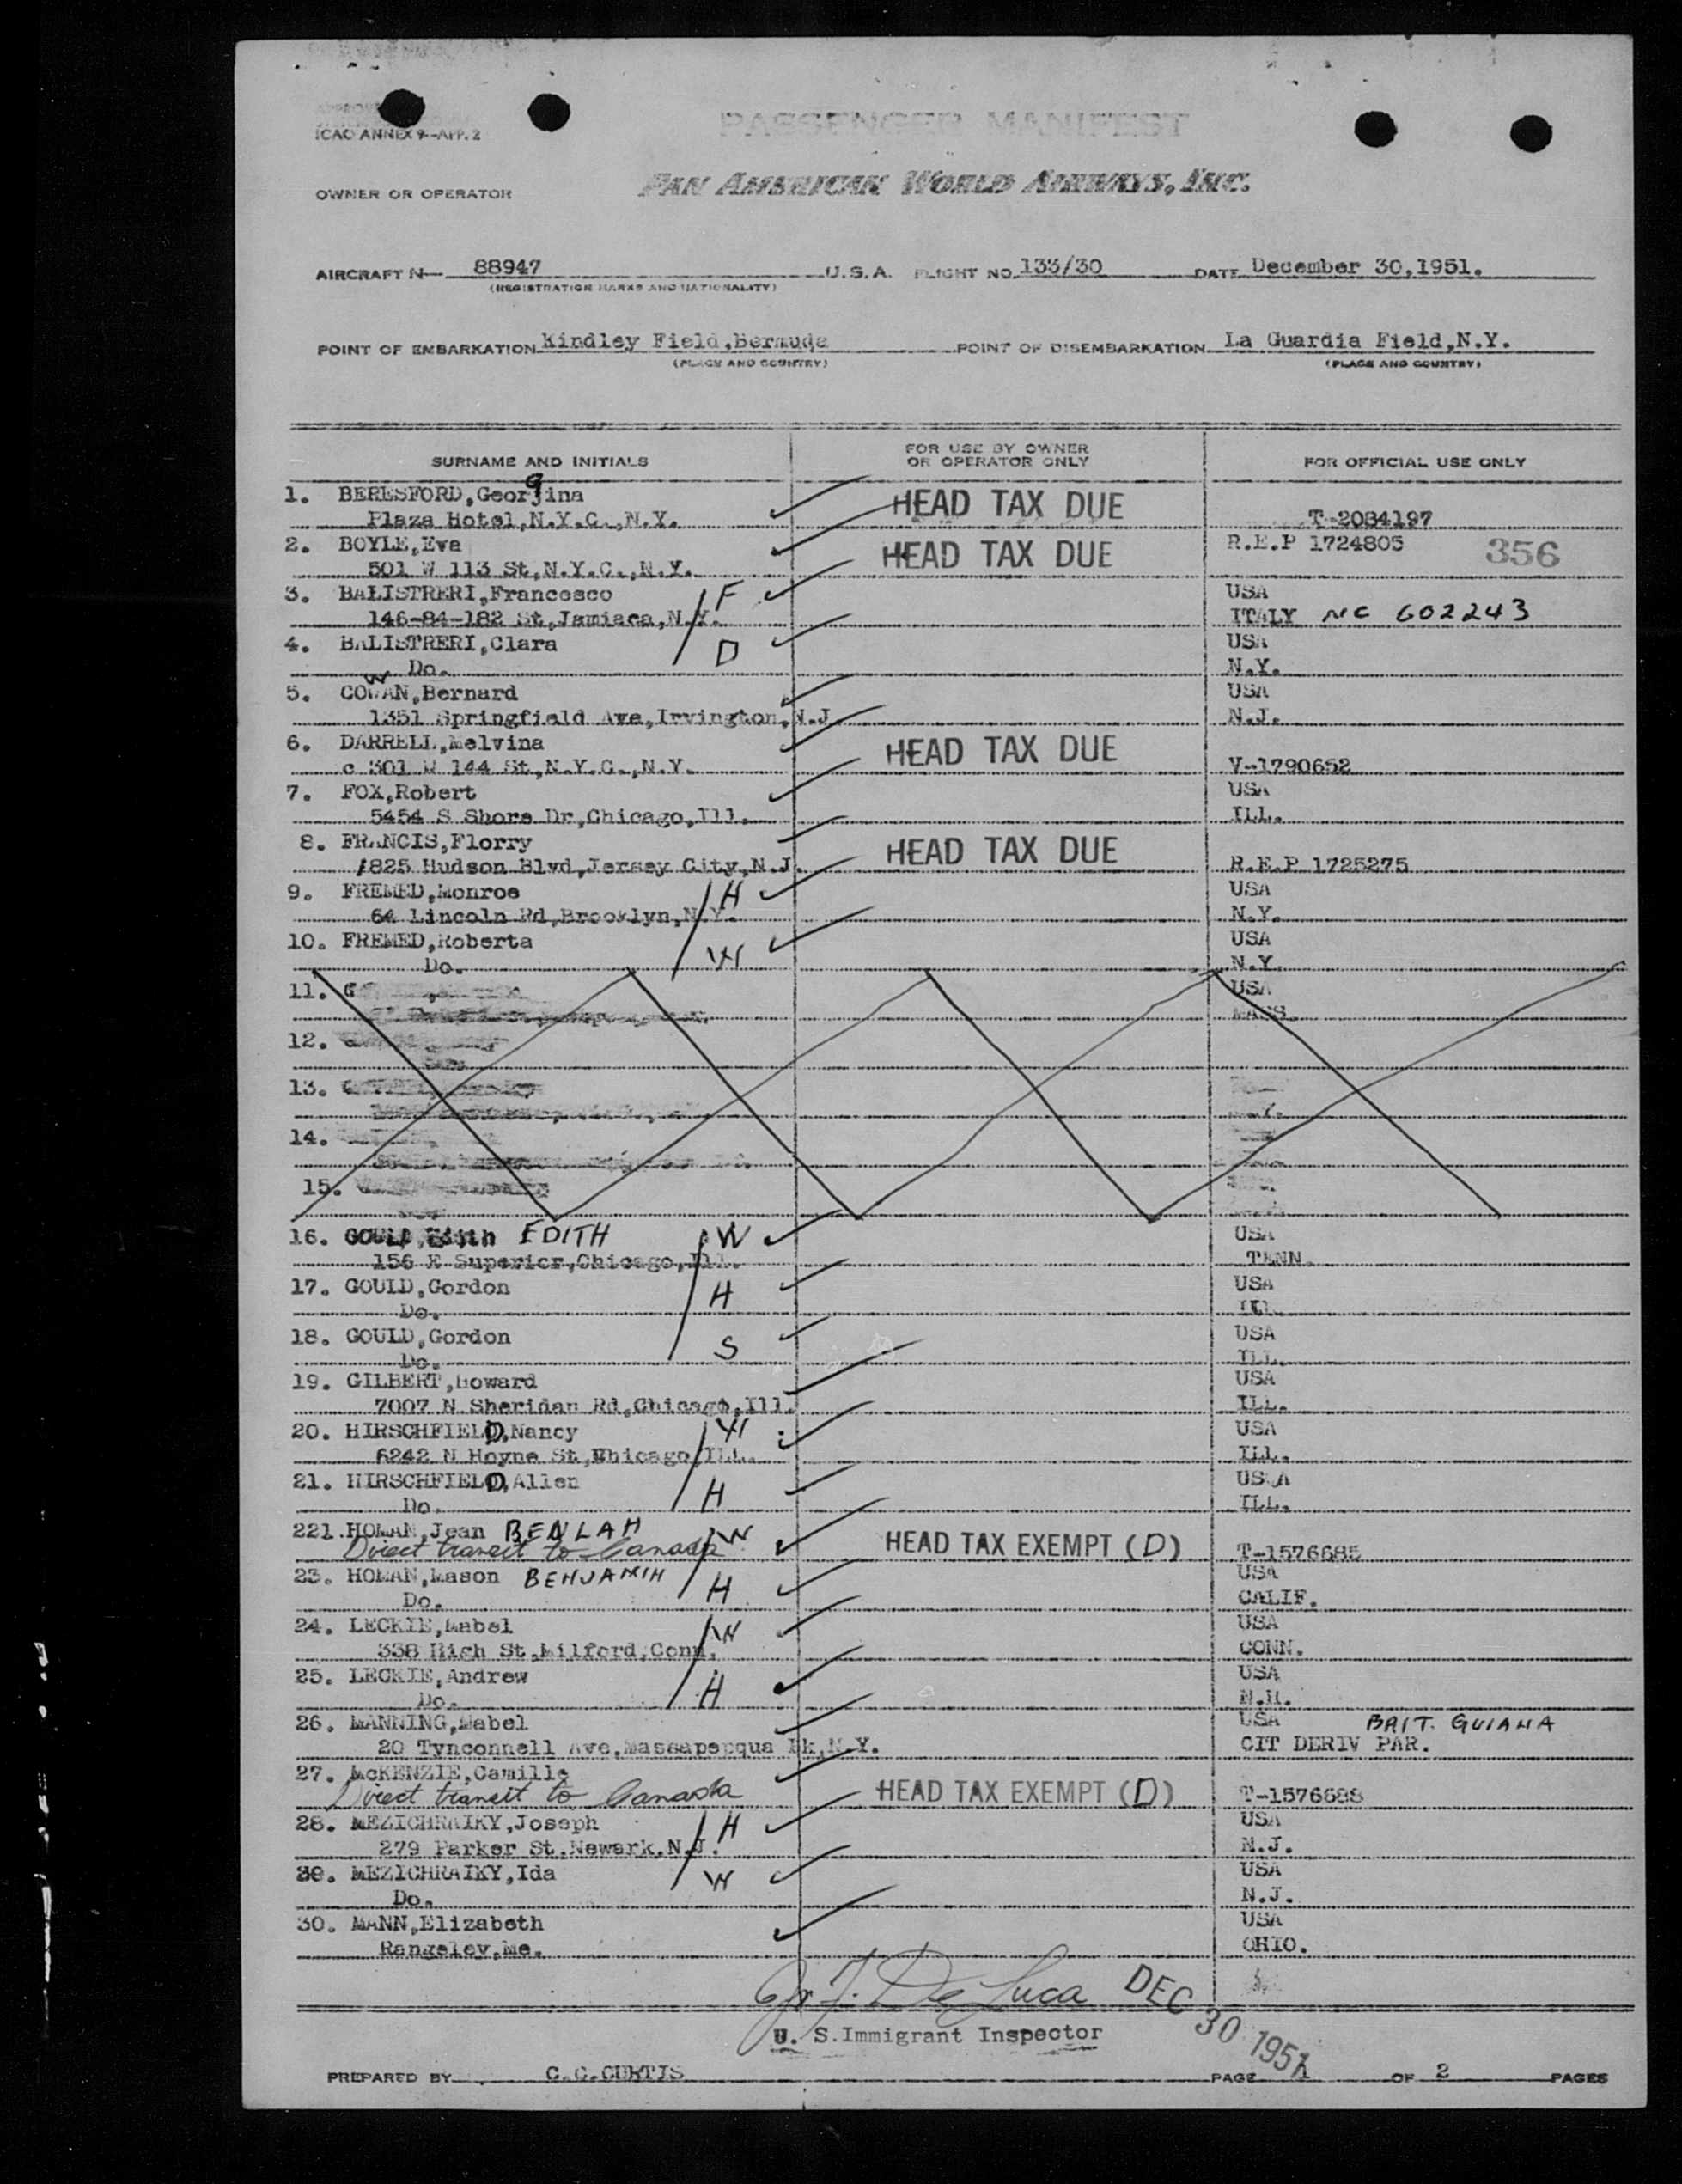 ICAO ANNEX 9—APP. 2
PASSENGER MANIFEST
OWNER OR OPERATOR PAN AMERICAN WORLD AIRWAYS, INC.
AIRCRAFT N— 88947 U.S.A. FLIGHT NO. 133/30 DATE December 30,1951.
(REGISTRATION MARKS AND NATIONALITY)
POINT OF EMBARKATION Kindley Field,Bermuda POINT OF DISEMBARKATION La Guardia Field,N.Y.
(PLACE AND COUNTRY) (PLACE AND COUNTRY)
SURNAME AND INITIALS FOR USE BY OWNER OR OPERATOR ONLY FOR OFFICIAL USE ONLY
1. BERESFORD,Georgina HEAD TAX DUE
Plaza Hotel,N.Y.C.,N.Y. T-2084197
2. BOYLE,Eva HEAD TAX DUE R.E.P 1724805 356
501 W 113 St,N.Y.C.,N.Y.
3. BALISTRERI,Francesco F USA
146-84-182 St,Jamiaca,N.Y. ITALY NC 602243
4. BALISTRERI,Clara D USA
Do. N.Y.
5. COWAN,Bernard USA
1351 Springfield Ave,Irvington,N.J N.J.
6. DARRELL,Melvina HEAD TAX DUE
c 301 W 144 St,N.Y.C.,N.Y. V-1790652
7. FOX,Robert USA
5454 S Shore Dr,Chicago,Ill. ILL.
8. FRANCIS,Florry HEAD TAX DUE
1825 Hudson Blvd,Jersey City,N.J. R.E.P 1725275
9. FREMED,Monroe H USA
64 Lincoln Rd,Brooklyn,N.Y. N.Y.
10. FREMED,Roberta W USA
Do. N.Y.
11. G USA
MASS
12.
13.
14.
15.
16. GOULD,Edith EDITH W USA
156 E Superior,Chicago,Ill. TENN.
17. GOULD,Gordon H USA
Do. ILL
18. GOULD,Gordon S USA
Do. ILL.
19. GILBERT,Howard USA
7007 N Sheridan Rd,Chicago,Ill. ILL.
20. HIRSCHFIELD,Nancy W USA
6242 N Hoyne St,Chicago,ILL. ILL.
21. HIRSCHFIELD,Allen H USA
Do. ILL.
221.HOMAN,Jean BENLAH W HEAD TAX EXEMPT (D)
Direct transit to Canada T-1576685
23. HOMAN,Mason BENJAMIN H USA
Do. CALIF.
24. LECKIE,Mabel W USA
338 High St,Milford,Conn. CONN.
25. LECKIE,Andrew H USA
Do. N.H.
26. MANNING,Mabel USA BRIT. GUIANA
20 Tynconnell Ave,Massapequa Pk,N.Y. CIT DERIV PAR.
27. McKENZIE,Camille HEAD TAX EXEMPT (D)
Direct transit to Canada T-1576688
28. MEZICHRAIKY,Joseph H USA
279 Parker St.Newark.N.J. N.J.
30. MEZICHRAIKY,Ida W USA
Do. N.J.
30. MANN,Elizabeth USA
Rangeley,Me. OHIO.
J. De Luca DEC 30 1951
U. S.Immigrant Inspector
PREPARED BY C.C.CURTIS PAGE 1 OF 2 PAGES